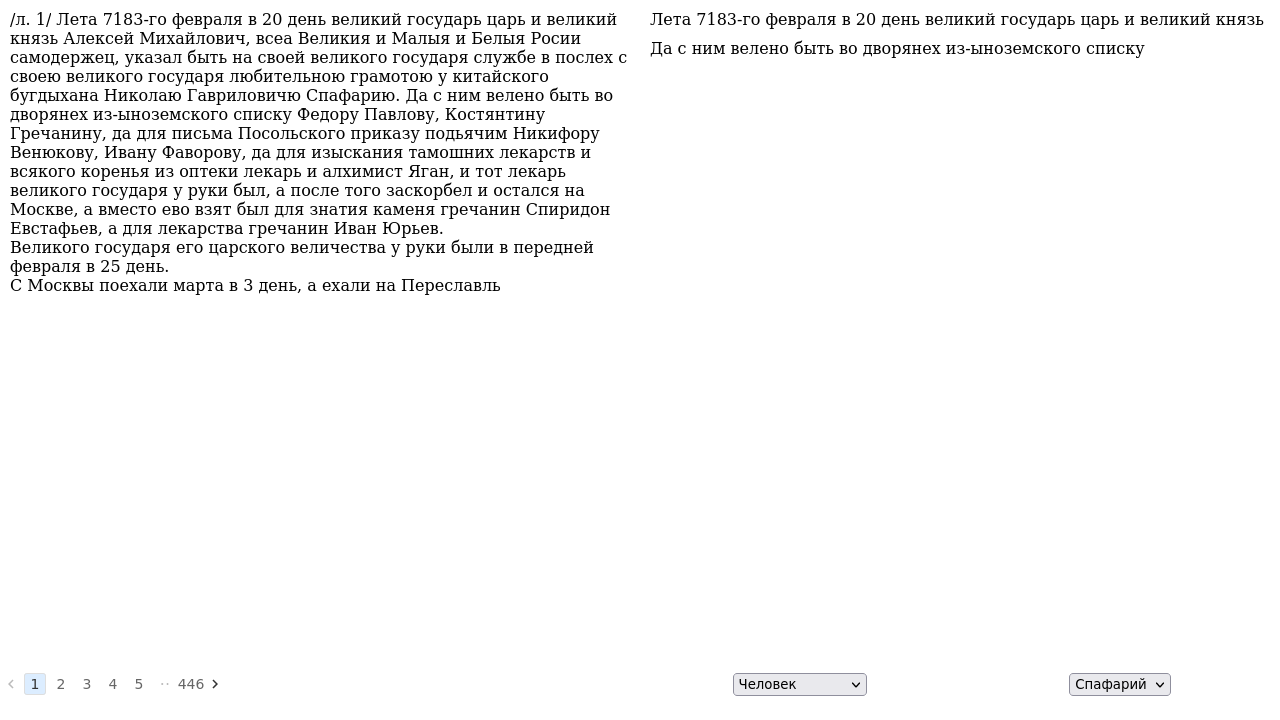 /л. 1/ Лета 7183-го февраля в 20 день великий государь царь и великий
князь Алексей Михайлович, всеа Великия и Малыя и Белыя Росии
самодержец, указал быть на своей великого государя службе в послех с
своею великого государя любительною грамотою у китайского
бугдыхана Николаю Гавриловичю Спафарию. Да с ним велено быть во
дворянех из-ыноземского списку Федору Павлову, Костянтину
Гречанину, да для письма Посольского приказу подьячим Никифору
Венюкову, Ивану Фаворову, да для изыскания тамошних лекарств и
всякого коренья из оптеки лекарь и алхимист Яган, и тот лекарь
великого государя у руки был, а после того заскорбел и остался на
Москве, а вместо ево взят был для знатия каменя гречанин Спиридон
Евстафьев, а для лекарства гречанин Иван Юрьев.
Великого государя его царского величества у руки были в передней
февраля в 25 день.
С Москвы поехали марта в 3 день, а ехали на Переславль
Лета 7183-го февраля в 20 день великий государь царь и великий князь
Да с ним велено быть во дворянех из-ыноземского списку
1 2 3 4 5 ·· 446
Человек
Спафарий